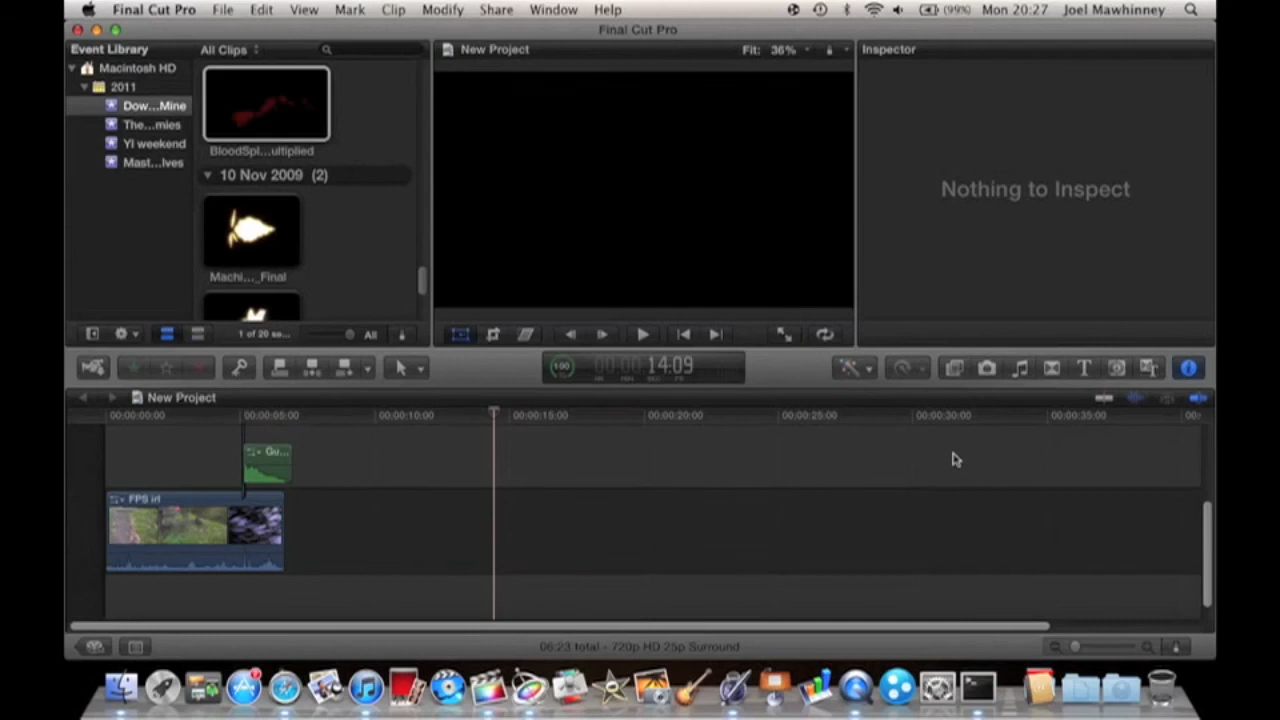 Final Cut Pro File Edit View Mark Clip Modify Share Window Help (99%) Mon 20:27 Joel Mawhinney
Final Cut Pro
Event Library All Clips New Project Fit: 36% Inspector
Macintosh HD
2011
Dow...Mine
The...mies
YI weekend
Mast...lves
BloodSpl...ultiplied
10 Nov 2009 (2)
Machi..._Final
Nothing to Inspect
1 of 20 se... All
100 14:09
New Project
00:00:00:00 00:00:05:00 00:00:10:00 00:00:15:00 00:00:20:00 00:00:25:00 00:00:30:00 00:00:35:00 00:
Gu...
FPS irl
06:23 total - 720p HD 25p Surround